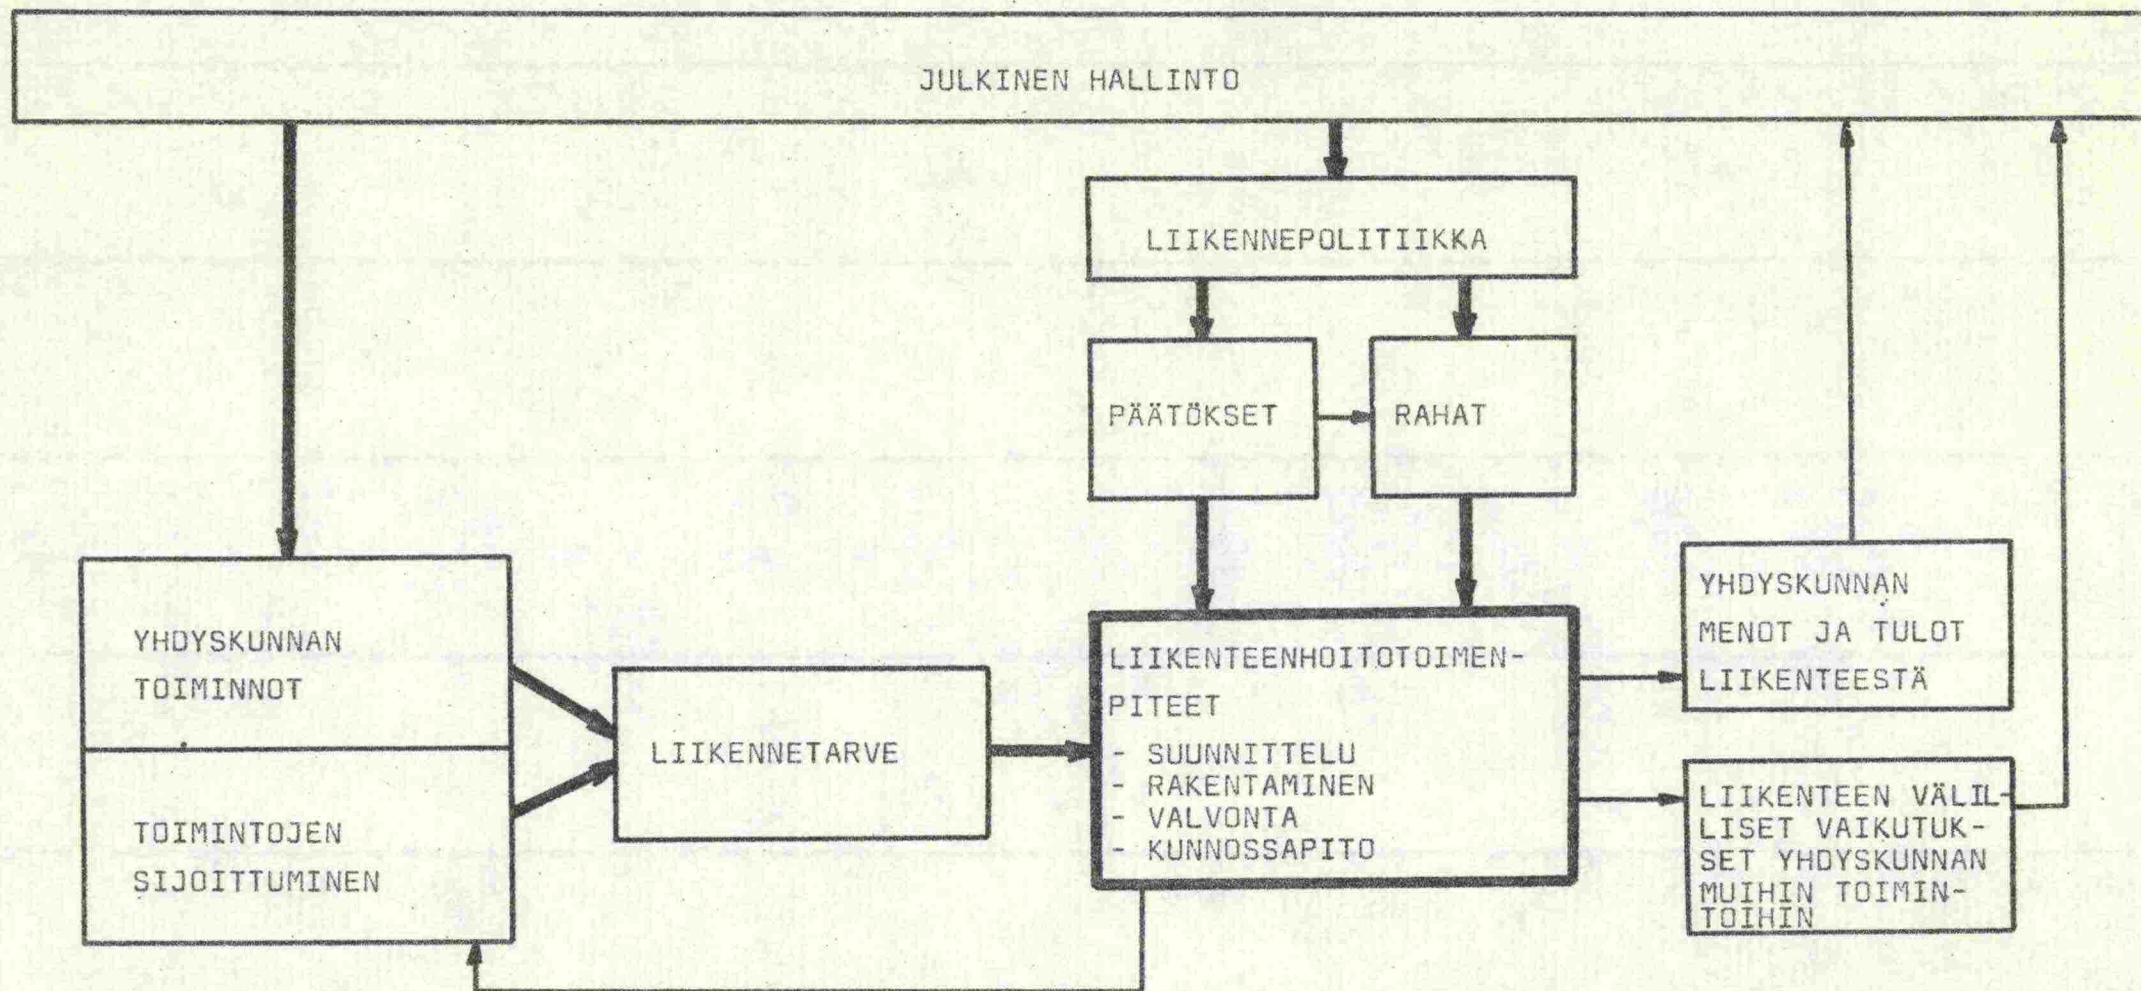 JULKINEN HALLINTO
LIIKENNEPOLITIIKKA
PÄÄTÖKSET
RAHAT
YHDYSKUNNAN
TOIMINNOT
TOIMINTOJEN
SIJOITTUMINEN
LIIKENNETARVE
LIIKENTEENHOITOTOIMEN-
PITEET
- SUUNNITTELU
- RAKENTAMINEN
- VALVONTA
- KUNNOSSAPITO
YHDYSKUNNAN
MENOT JA TULOT
LIIKENTEESTÄ
LIIKENTEEN VÄLIL-
LISET VAIKUTUK-
SET YHDYSKUNNAN
MUIHIN TOIMIN-
TOIHIN